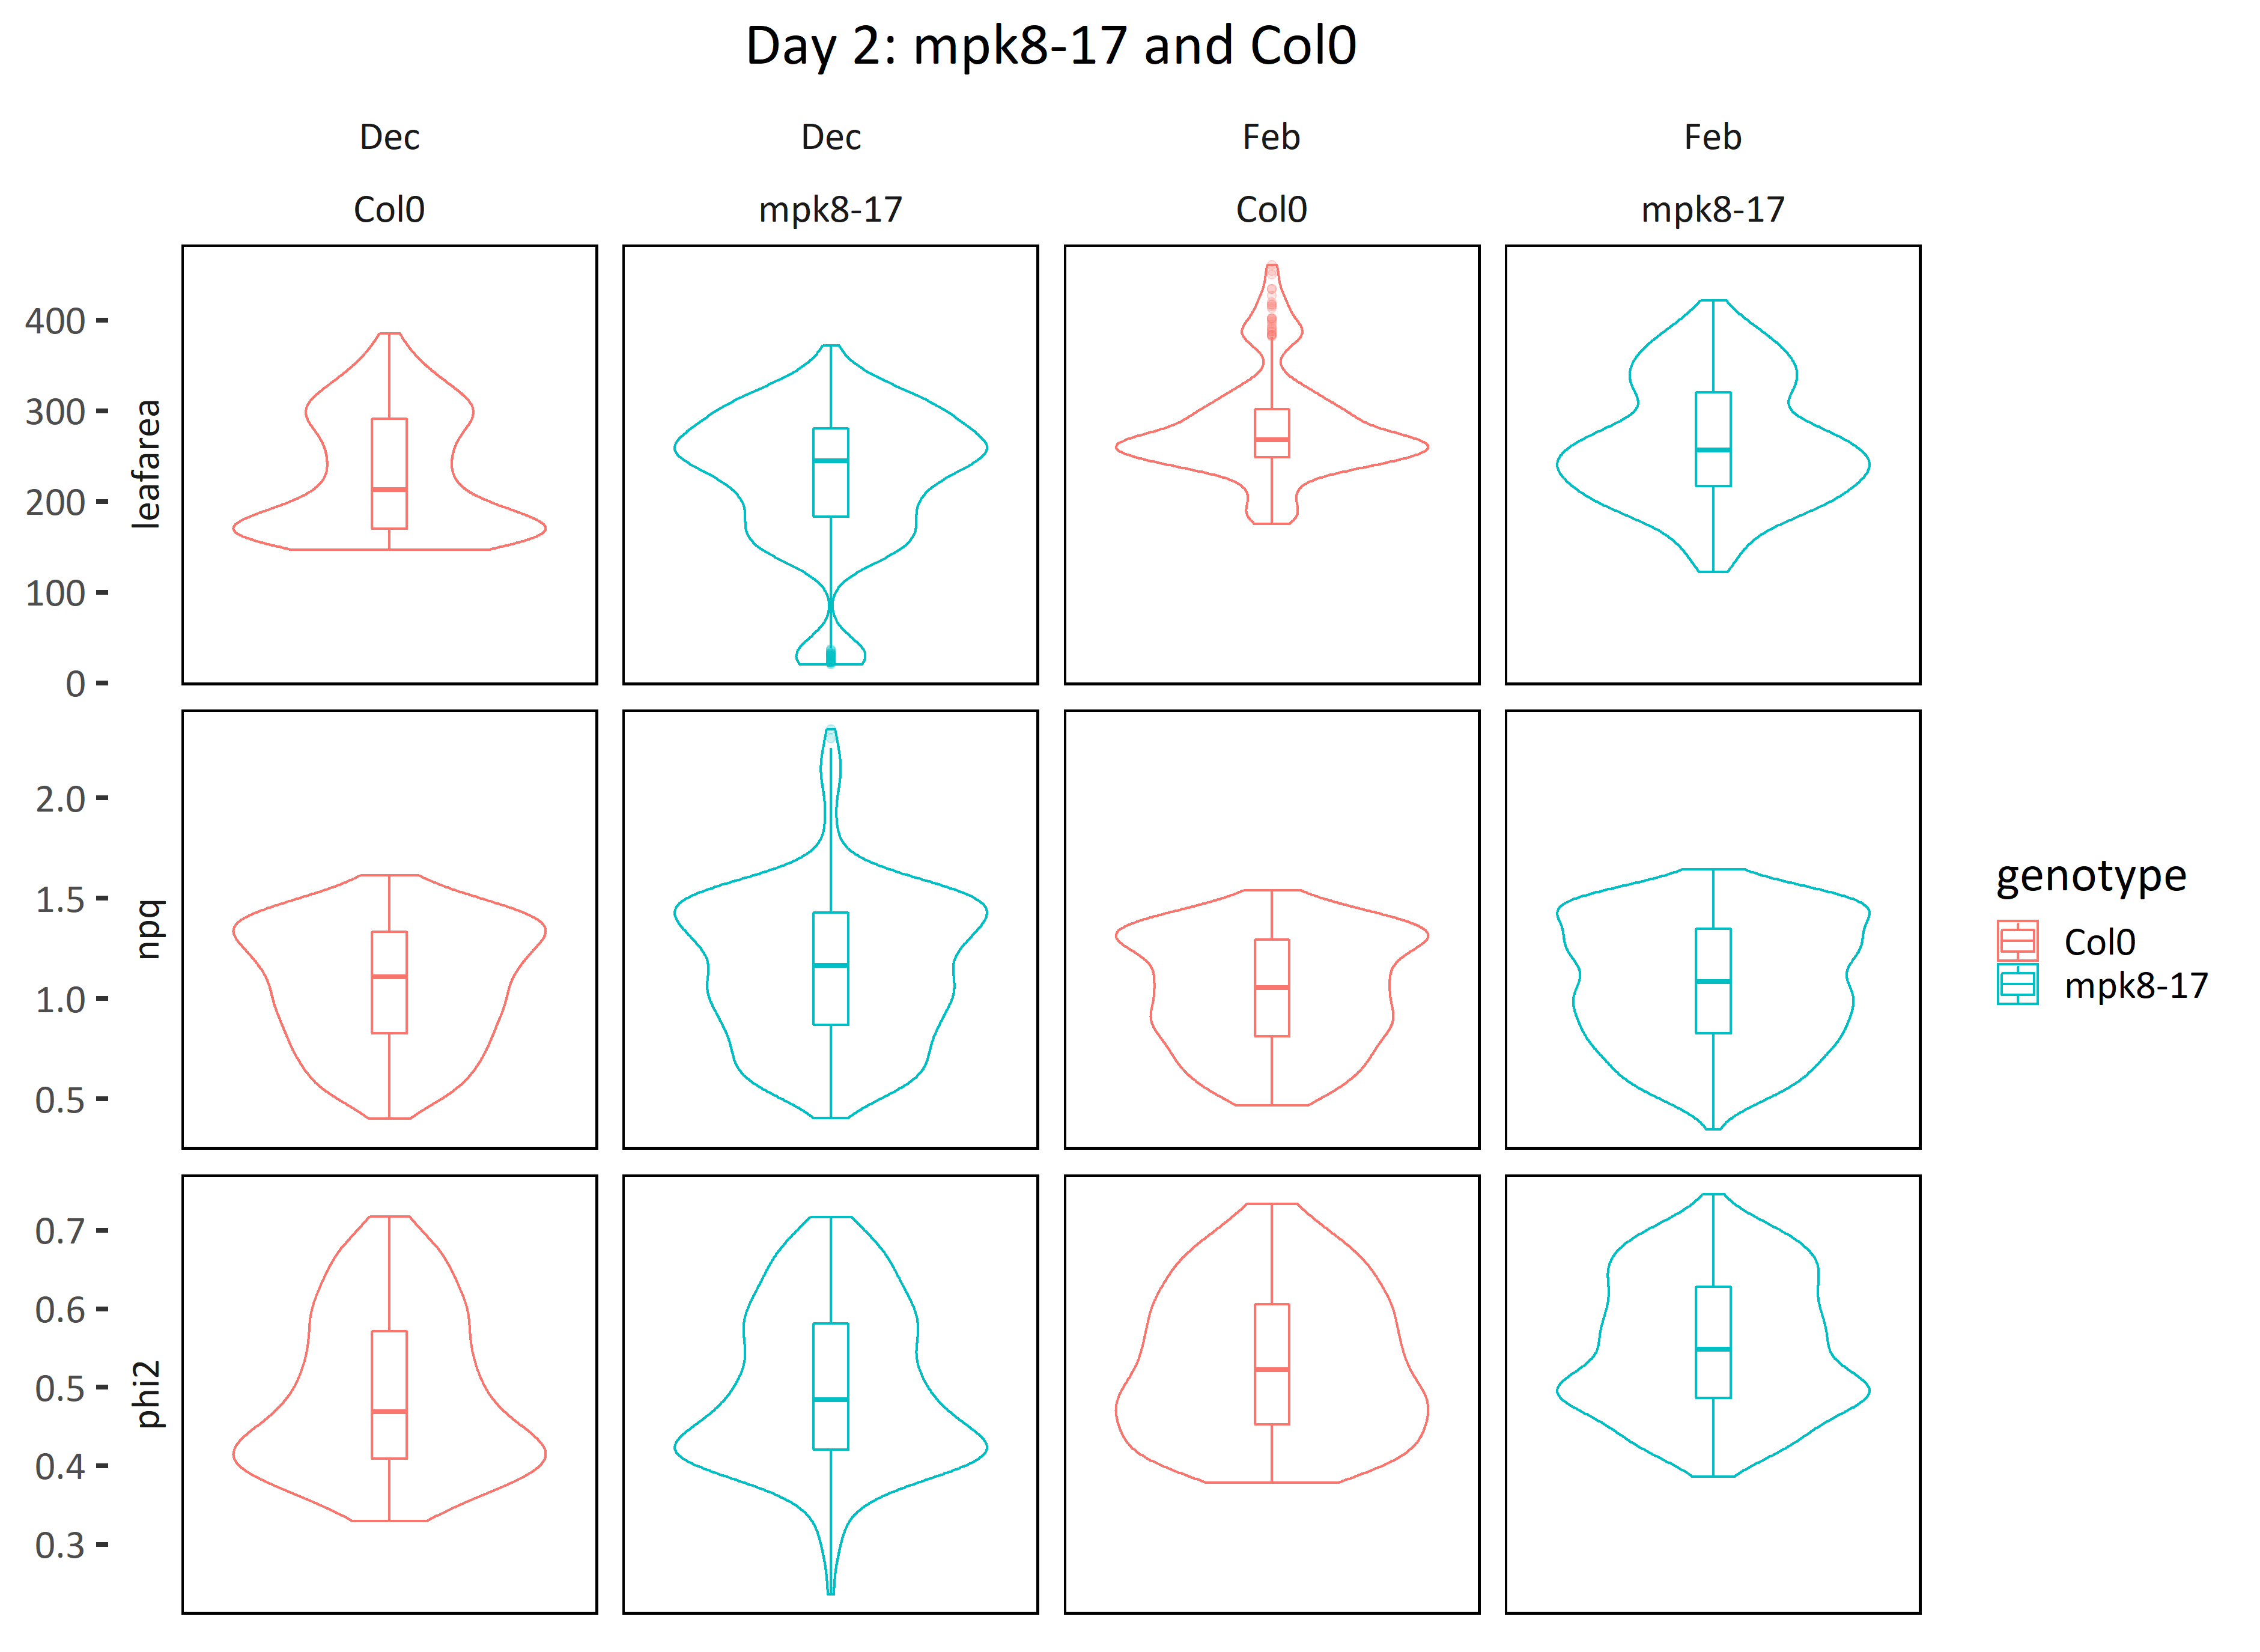 Day 2: mpk8-17 and Col0
Dec
Dec
Feb
Feb
Col0
mpk8-17
Col0
mpk8-17
400
300
200
100
0
leafarea
2.0
1.5
1.0
0.5
npq
0.7
0.6
0.5
0.4
0.3
phi2
genotype
Col0
mpk8-17